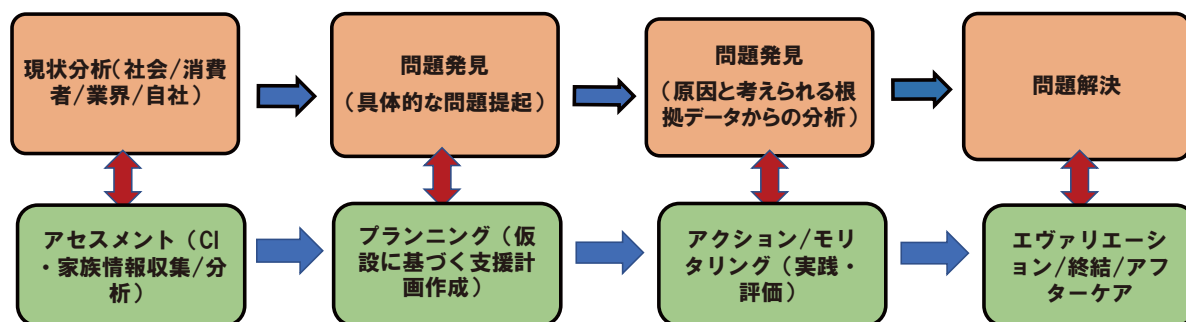 現状分析（社会/消費
者/業界/自社）
問題発見
（具体的な問題提起）
問題発見
（原因と考えられる根
拠データからの分析）
問題解決
アセスメント（CI
・家族情報収集/分
析）
プランニング（仮
設に基づく支援計
画作成）
アクション/モリ
タリング（実践・
評価）
エヴァリエーシ
ョン/終結/アフ
ターケア